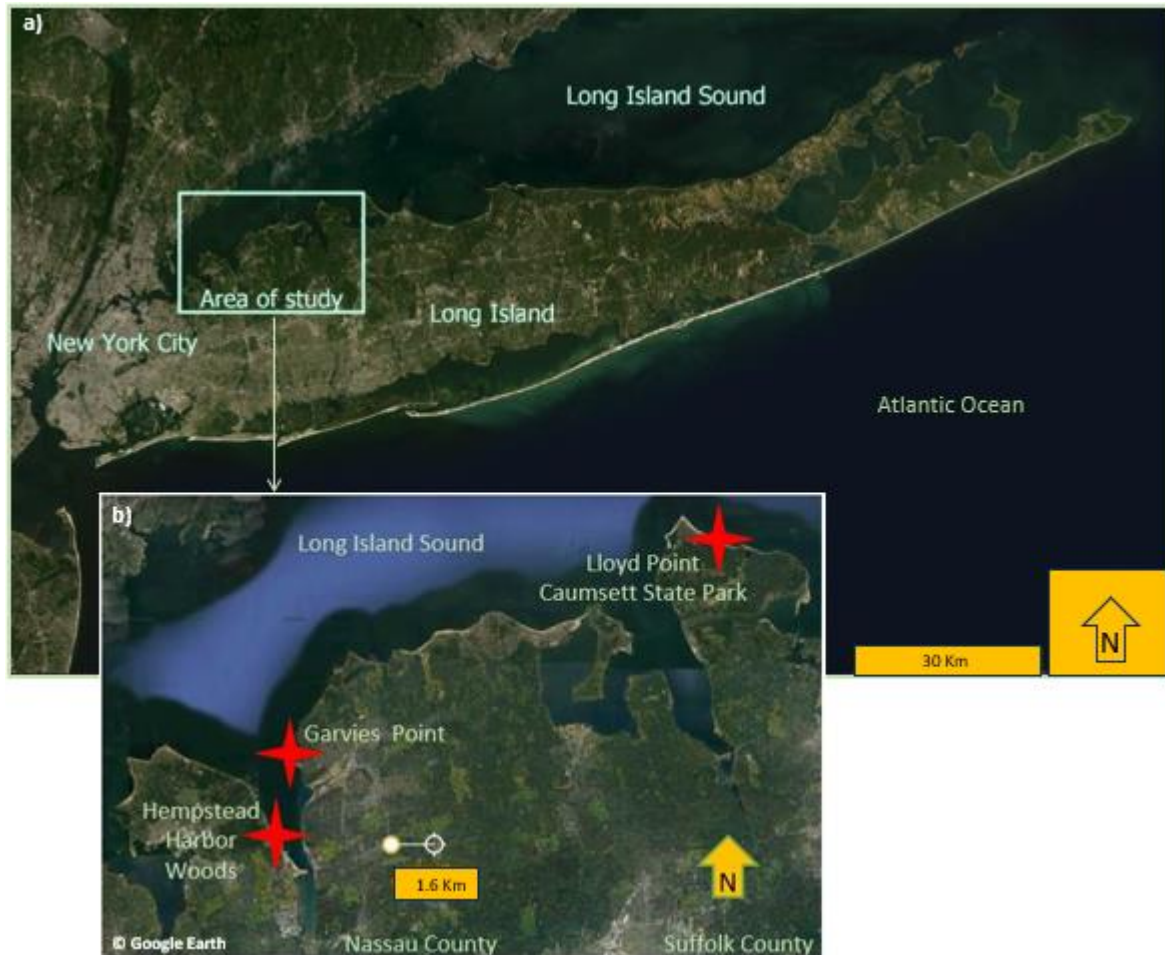 a)
Long Island Sound
Area of study
Long Island
New York City
Atlantic Ocean
30 Km
N
b)
Long Island Sound
Lloyd Point
Caumsett State Park
Garvies Point
Hempstead
Harbor
Woods
1.6 Km
N
© Google Earth
Nassau County
Suffolk County